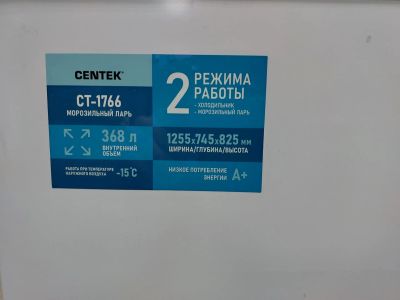 CENTEK®
CT-1766
МОРОЗИЛЬНЫЙ ЛАРЬ
368 л
ВНУТРЕННИЙ
ОБЪЕМ
РАБОТА ПРИ ТЕМПЕРАТУРЕ
НАРУЖНОГО ВОЗДУХА
-15°C
2
РЕЖИМА
РАБОТЫ
- ХОЛОДИЛЬНИК
- МОРОЗИЛЬНЫЙ ЛАРЬ
1255x745x825 мм
ШИРИНА/ГЛУБИНА/ВЫСОТА
НИЗКОЕ ПОТРЕБЛЕНИЕ
ЭНЕРГИИ
A+